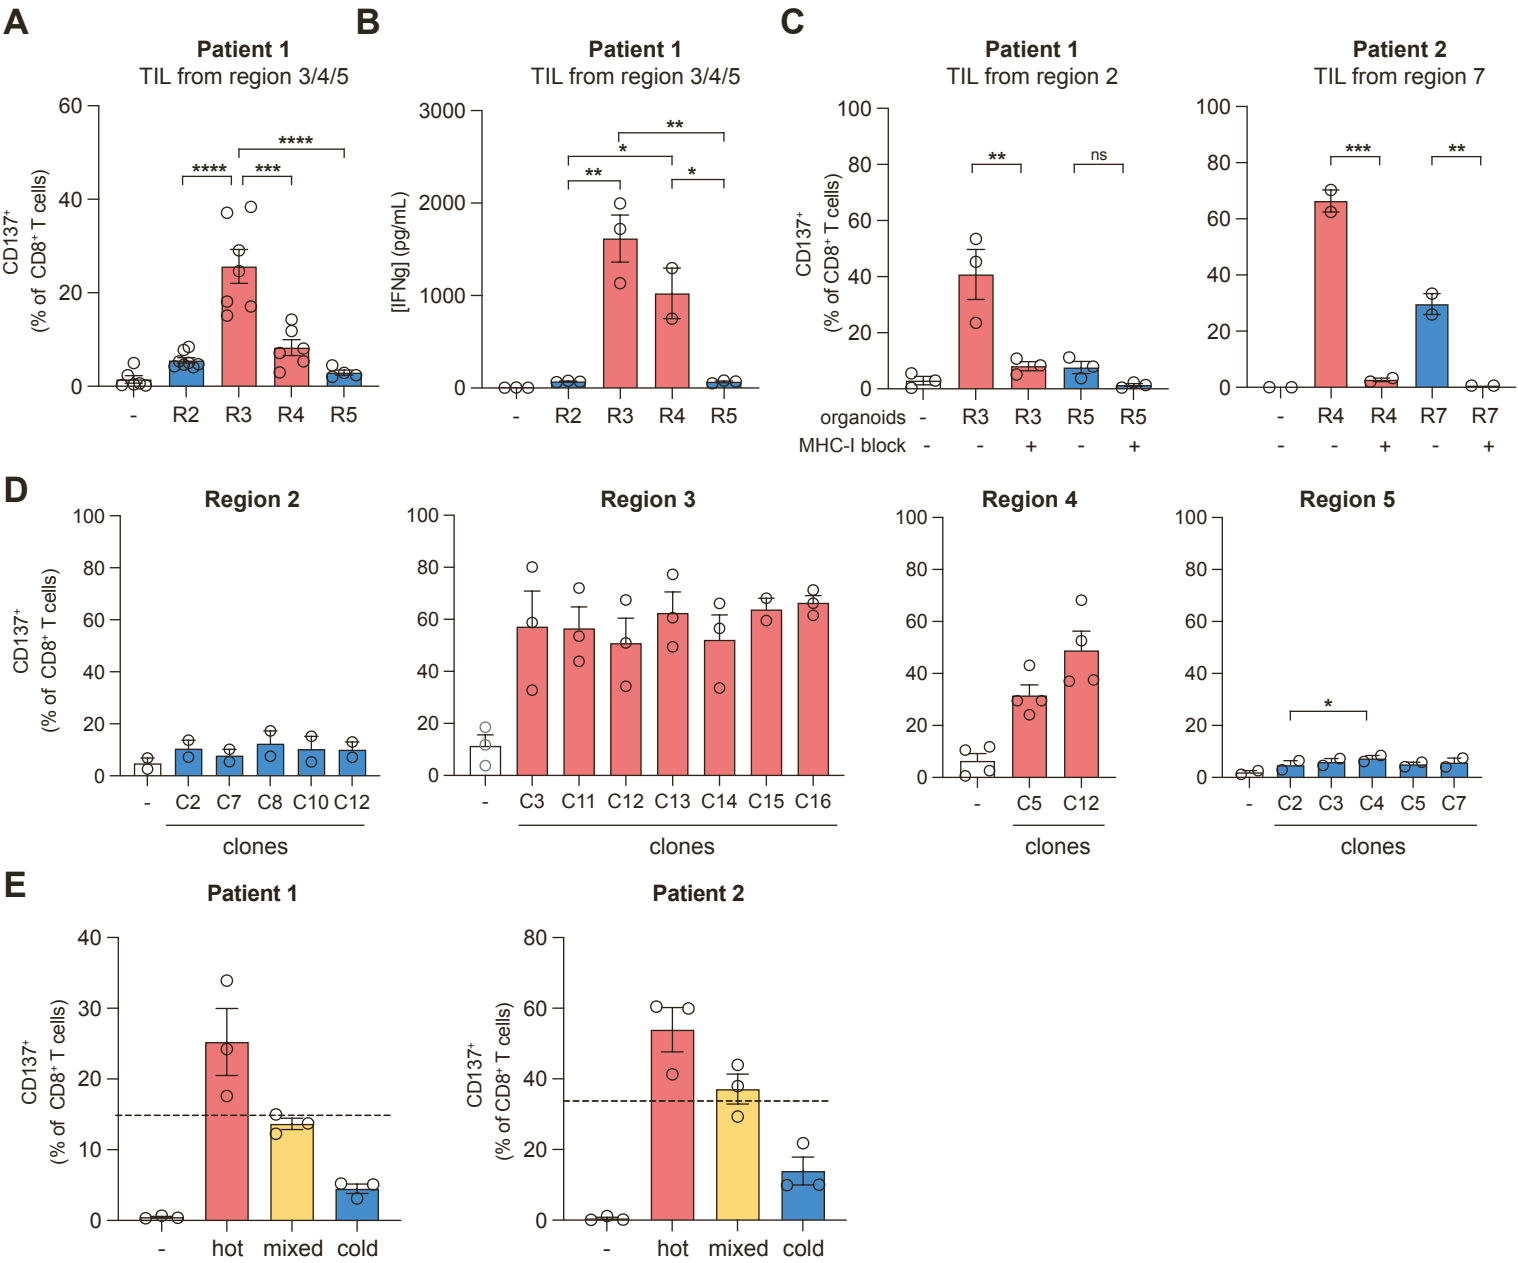 A
Patient 1
TIL from region 3/4/5
CD137+
(% of CD8+ T cells)
60
40
20
0
****
***
****
- R2 R3 R4 R5
B
Patient 1
TIL from region 3/4/5
[IFNg] (pg/mL)
3000
2000
1000
0
**
*
**
*
- R2 R3 R4 R5
C
Patient 1
TIL from region 2
CD137+
(% of CD8+ T cells)
100
80
60
40
20
0
**
ns
organoids - R3 R3 R5 R5
MHC-I block - - + - +
Patient 2
TIL from region 7
100
80
60
40
20
0
***
**
- R4 R4 R7 R7
- - + - +
D
Region 2
CD137+
(% of CD8+ T cells)
100
80
60
40
20
0
- C2 C7 C8 C10 C12
clones
Region 3
100
80
60
40
20
0
- C3 C11 C12 C13 C14 C15 C16
clones
Region 4
100
80
60
40
20
0
- C5 C12
clones
Region 5
100
80
60
40
20
0
*
- C2 C3 C4 C5 C7
clones
E
Patient 1
CD137+
(% of CD8+ T cells)
40
30
20
10
0
- hot mixed cold
Patient 2
CD137+
(% of CD8+ T cells)
80
60
40
20
0
- hot mixed cold